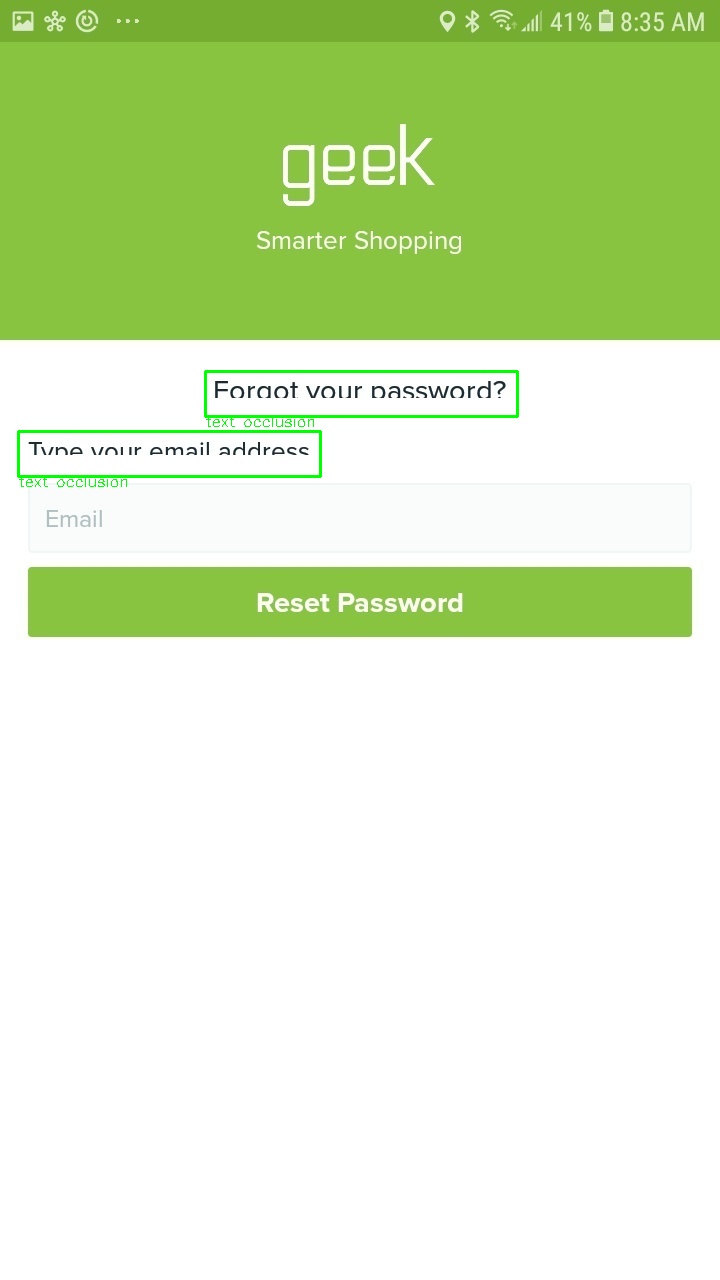 41% 8:35 AM
geek
Smarter Shopping
Forgot your password?
text occlusion
Type your email address
text occlusion
Email
Reset Password